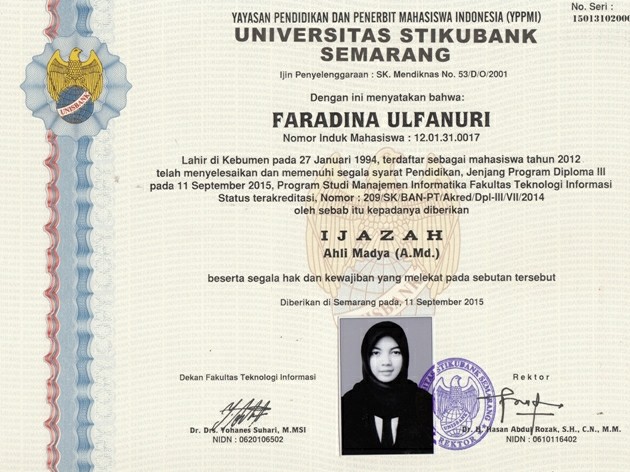 No. Seri :
15013102000
YAYASAN PENDIDIKAN DAN PENERBIT MAHASISWA INDONESIA (YPPMI)
UNIVERSITAS STIKUBANK
SEMARANG
Ijin Penyelenggaraan : SK. Mendiknas No. 53/D/O/2001
Dengan ini menyatakan bahwa:
FARADINA ULFANURI
Nomor Induk Mahasiswa : 12.01.31.0017
Lahir di Kebumen pada 27 Januari 1994, terdaftar sebagai mahasiswa tahun 2012
telah menyelesaikan dan memenuhi segala syarat Pendidikan, Jenjang Program Diploma III
pada 11 September 2015, Program Studi Manajemen Informatika Fakultas Teknologi Informasi
Status terakreditasi, Nomor : 209/SK/BAN-PT/Akred/Dpl-III/VII/2014
oleh sebab itu kepadanya diberikan
I J A Z A H
Ahli Madya (A.Md.)
beserta segala hak dan kewajiban yang melekat pada sebutan tersebut
Diberikan di Semarang pada, 11 September 2015
Dekan Fakultas Teknologi Informasi
Rektor
Dr. Drs. Yohanes Suhari, M.MSI
NIDN : 0620106502
Dr. H. Hasan Abdul Rozak, S.H., C.N., M.M.
NIDN : 0610116402
UNISBANK
STIKUBANK SEMARANG
REKTOR